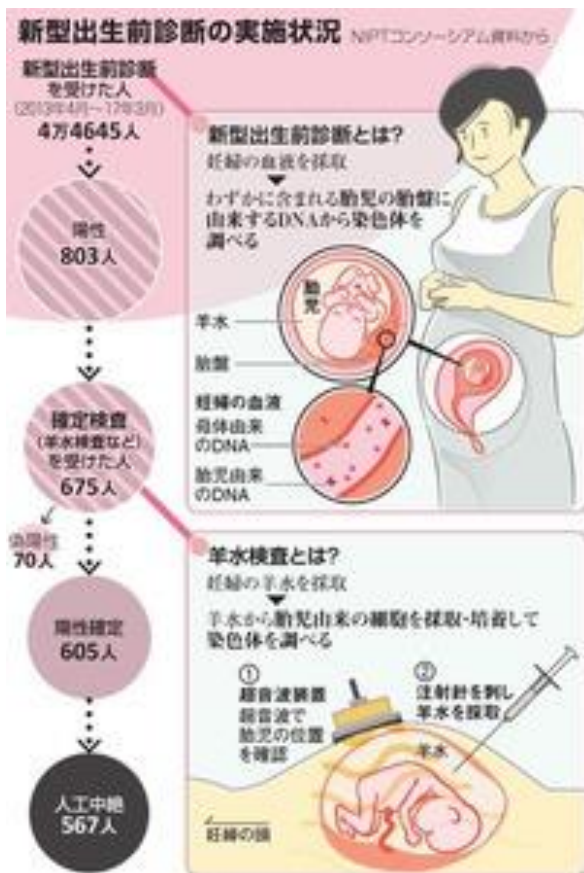 新型出生前診断の実施状況 NIPTコンソーシアム資料から
新型出生前診断
を受けた人
(2013年4月〜17年3月)
4万4645人
陽性
803人
確定検査
(羊水検査など)
を受けた人
675人
偽陽性
70人
陽性確定
605人
人工中絶
567人
新型出生前診断とは?
妊婦の血液を採取
わずかに含まれる胎児の胎盤に
由来するDNAから染色体を
調べる
胎児
羊水
胎盤
妊婦の血液
母体由来
のDNA
胎児由来
のDNA
羊水検査とは?
妊婦の羊水を採取
羊水から胎児由来の細胞を採取・培養して
染色体を調べる
①
超音波装置
超音波で
胎児の位置
を確認
②
注射針を刺し
羊水を採取
羊水
妊婦の頭